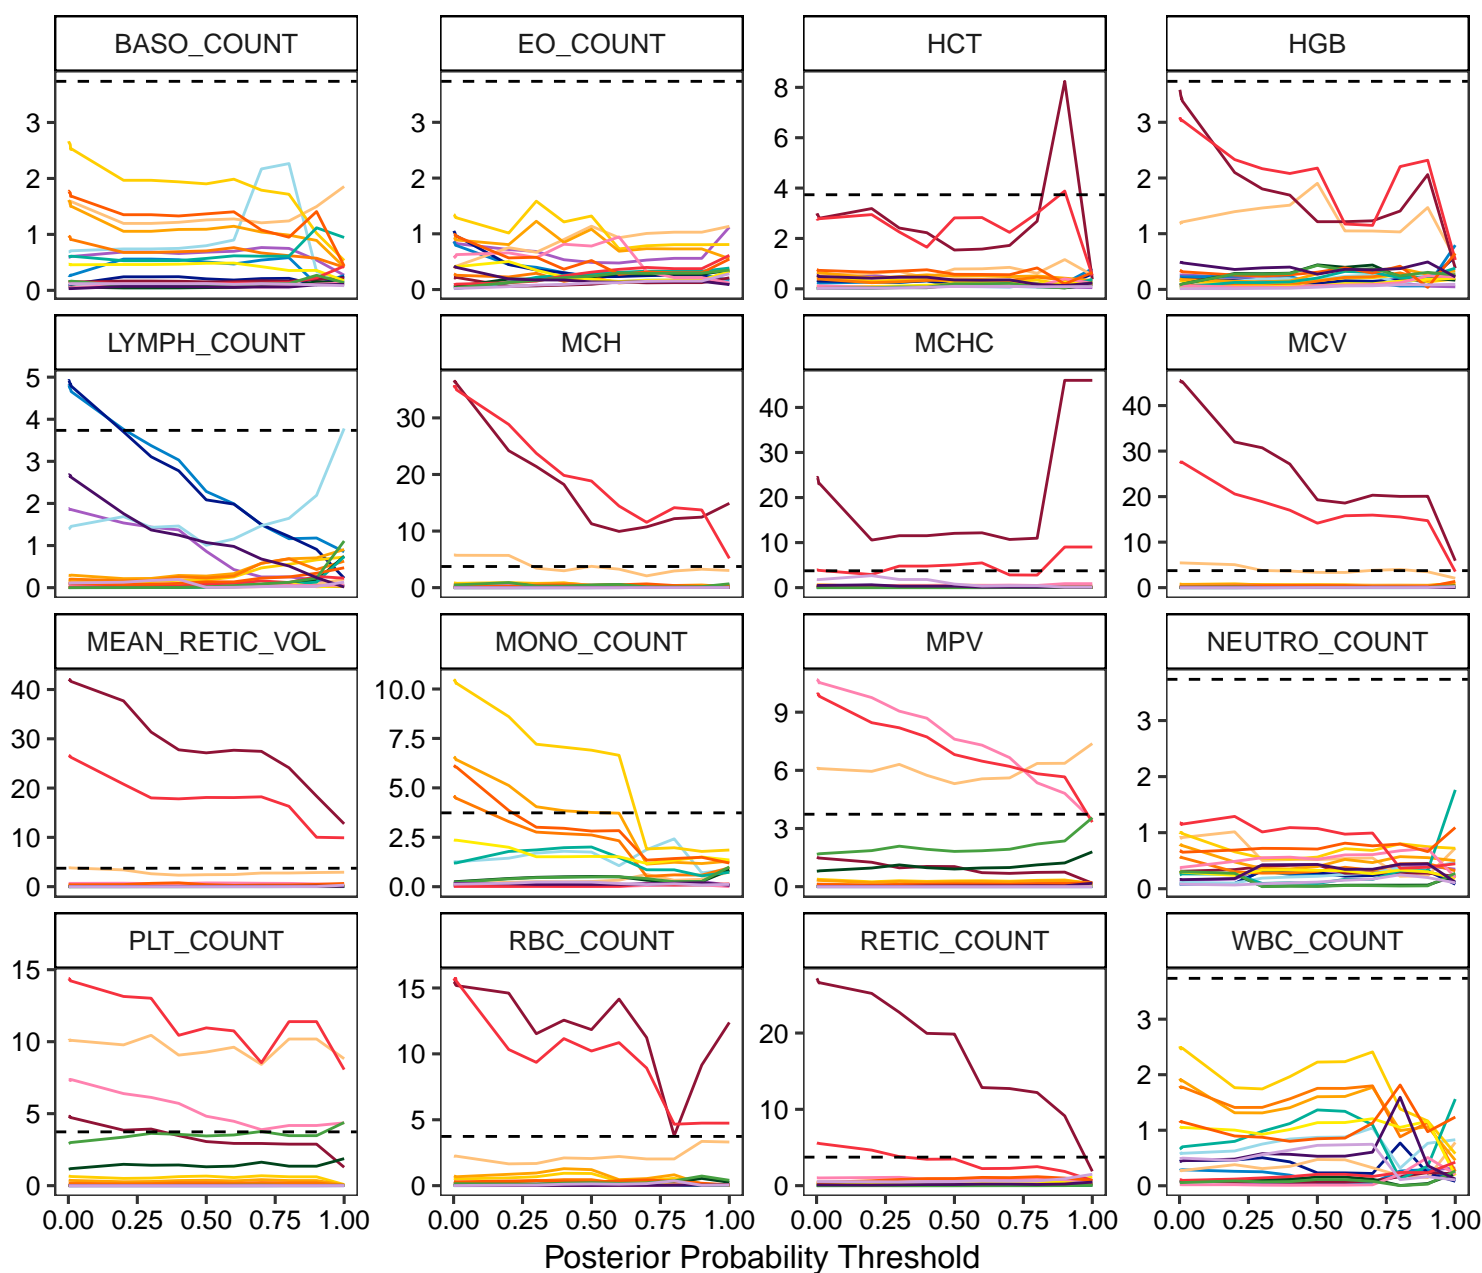 BASO_COUNT EO_COUNT HCT HGB
3 2 1 0
3 2 1 0
8 6 4 2 0
3 2 1 0
LYMPH_COUNT MCH MCHC MCV
5 4 3 2 1 0
30 20 10 0
40 30 20 10 0
40 30 20 10 0
MEAN_RETIC_VOL MONO_COUNT MPV NEUTRO_COUNT
40 30 20 10 0
10.0 7.5 5.0 2.5 0.0
9 6 3 0
3 2 1 0
PLT_COUNT RBC_COUNT RETIC_COUNT WBC_COUNT
15 10 5 0
15 10 5 0
20 10 0
3 2 1 0
0.00 0.25 0.50 0.75 1.00 0.00 0.25 0.50 0.75 1.00 0.00 0.25 0.50 0.75 1.00 0.00 0.25 0.50 0.75 1.00
Posterior Probability Threshold